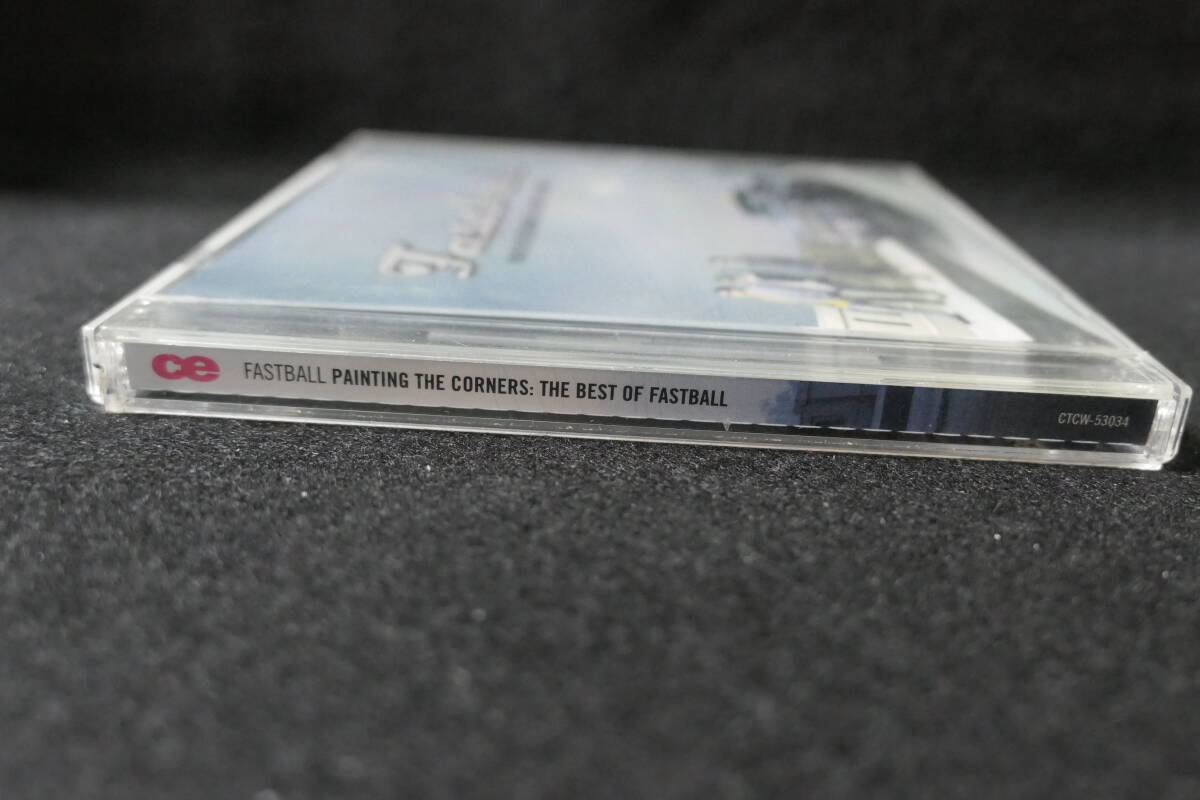 ce FASTBALL PAINTING THE CORNERS: THE BEST OF FASTBALL CTCW-53034